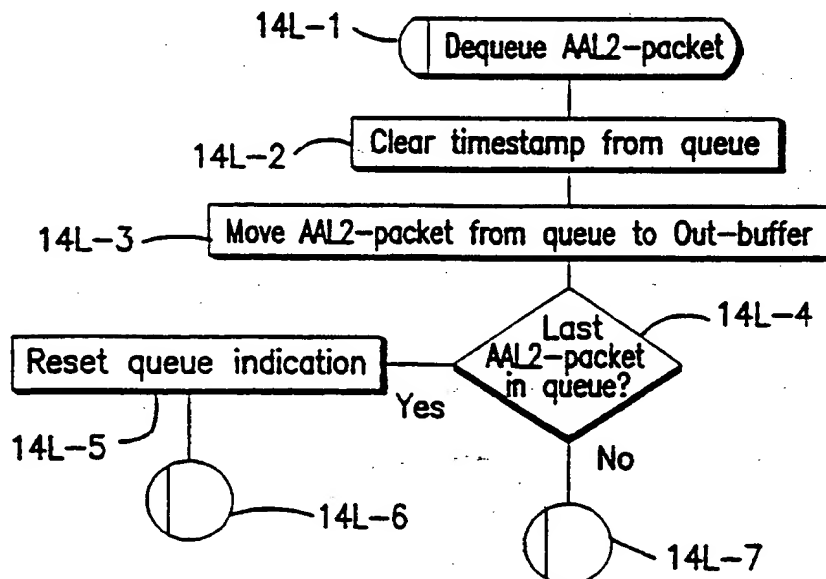 14L-1
Dequeue AAL2-packet
14L-2
Clear timestamp from queue
14L-3
Move AAL2-packet from queue to Out-buffer
Last
AAL2-packet
in queue?
14L-4
Reset queue indication
Yes
14L-5
No
14L-6
14L-7